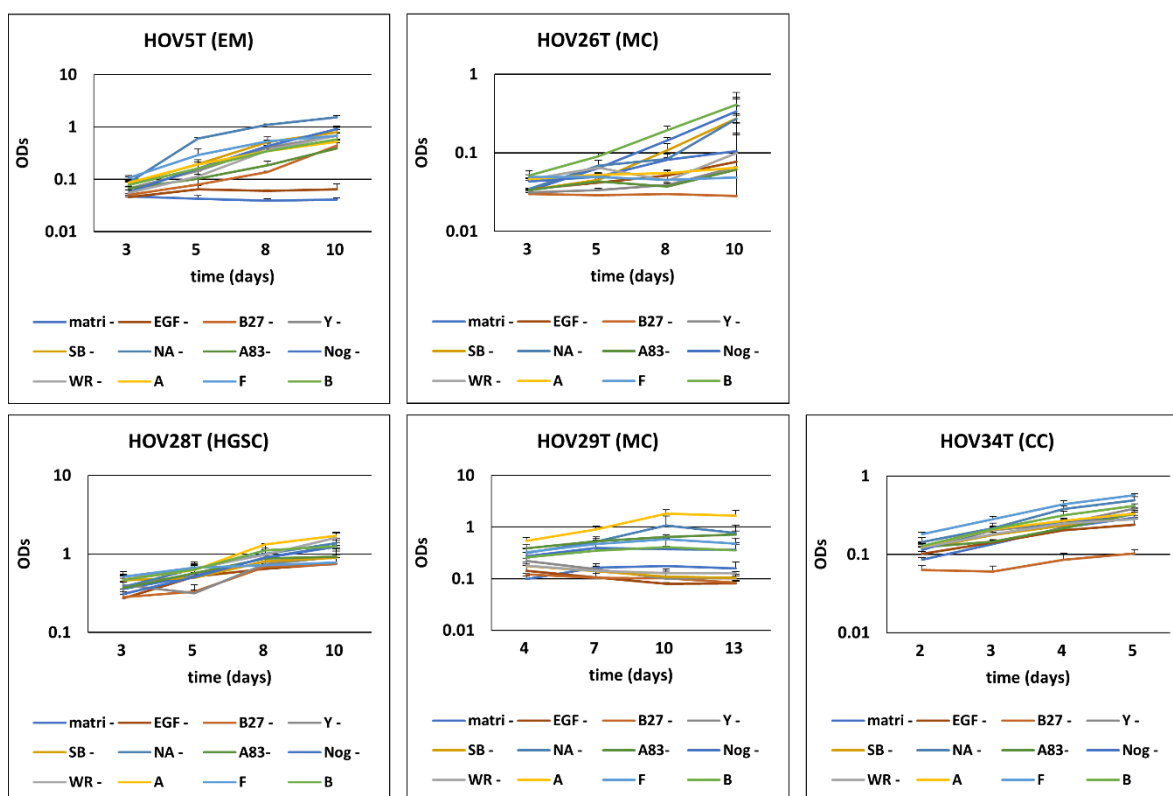 HOV5T (EM)
10
1
0.1
0.01
ODs
3 5 8 10
time (days)
matri - EGF - B27 - Y -
SB - NA - A83- Nog -
WR - A F B
HOV26T (MC)
1
0.1
0.01
ODs
3 5 8 10
time (days)
matri - EGF - B27 - Y -
SB - NA - A83- Nog -
WR - A F B
HOV28T (HGSC)
10
1
0.1
ODs
3 5 8 10
time (days)
matri - EGF - B27 - Y -
SB - NA - A83- Nog -
WR - A F B
HOV29T (MC)
10
1
0.1
0.01
ODs
4 7 10 13
time (days)
matri - EGF - B27 - Y -
SB - NA - A83- Nog -
WR - A F B
HOV34T (CC)
1
0.1
0.01
ODs
2 3 4 5
time (days)
matri - EGF - B27 - Y -
SB - NA - A83- Nog -
WR - A F B